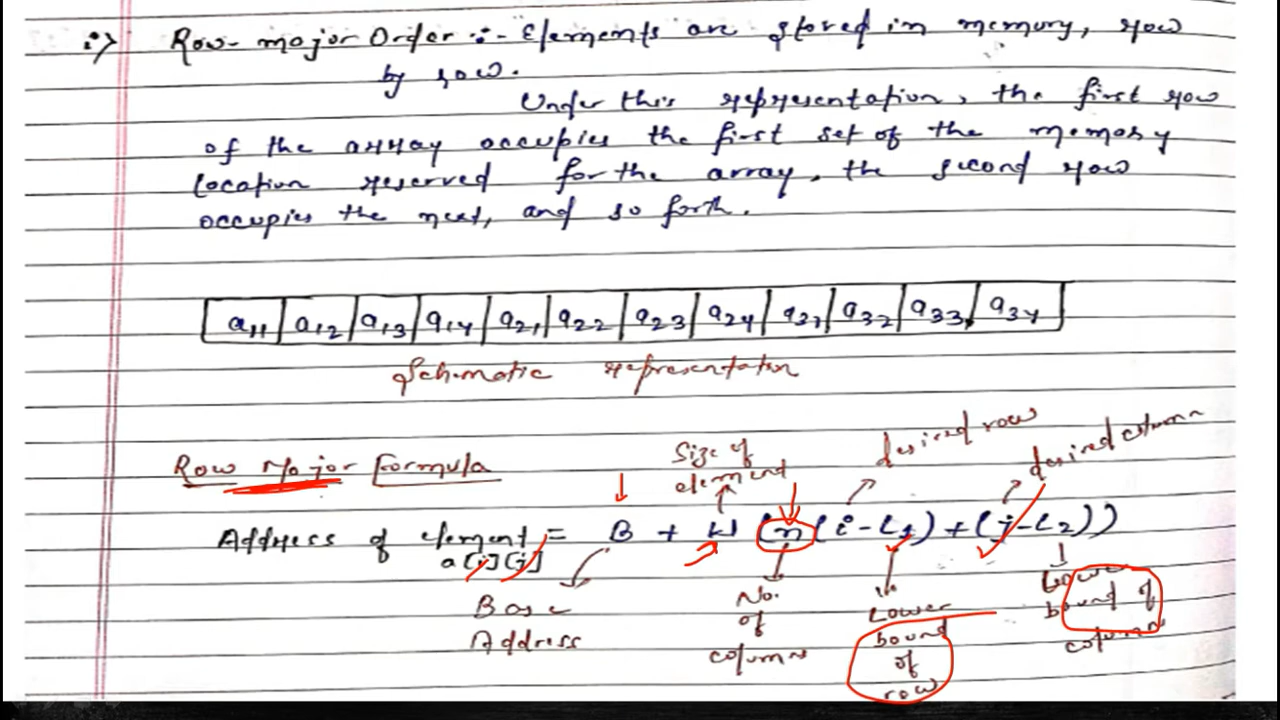 i> Row-major Order :- Elements are stored in memory, row
by row.
Under this representation, the first row
of the array occupies the first set of the memory
location reserved for the array, the second row
occupies the next, and so forth.
a11 a12 a13 a14 a21 a22 a23 a24 a31 a32 a33 a34
Schematic representation
Row Major Formula
Size of
element
desired row
desired column
Address of element = B + W (n(i-L1) + (j-L2))
a[i][j]
Base
Address
No.
of
columns
Lower
bound
of
row
Lower
bound of
column